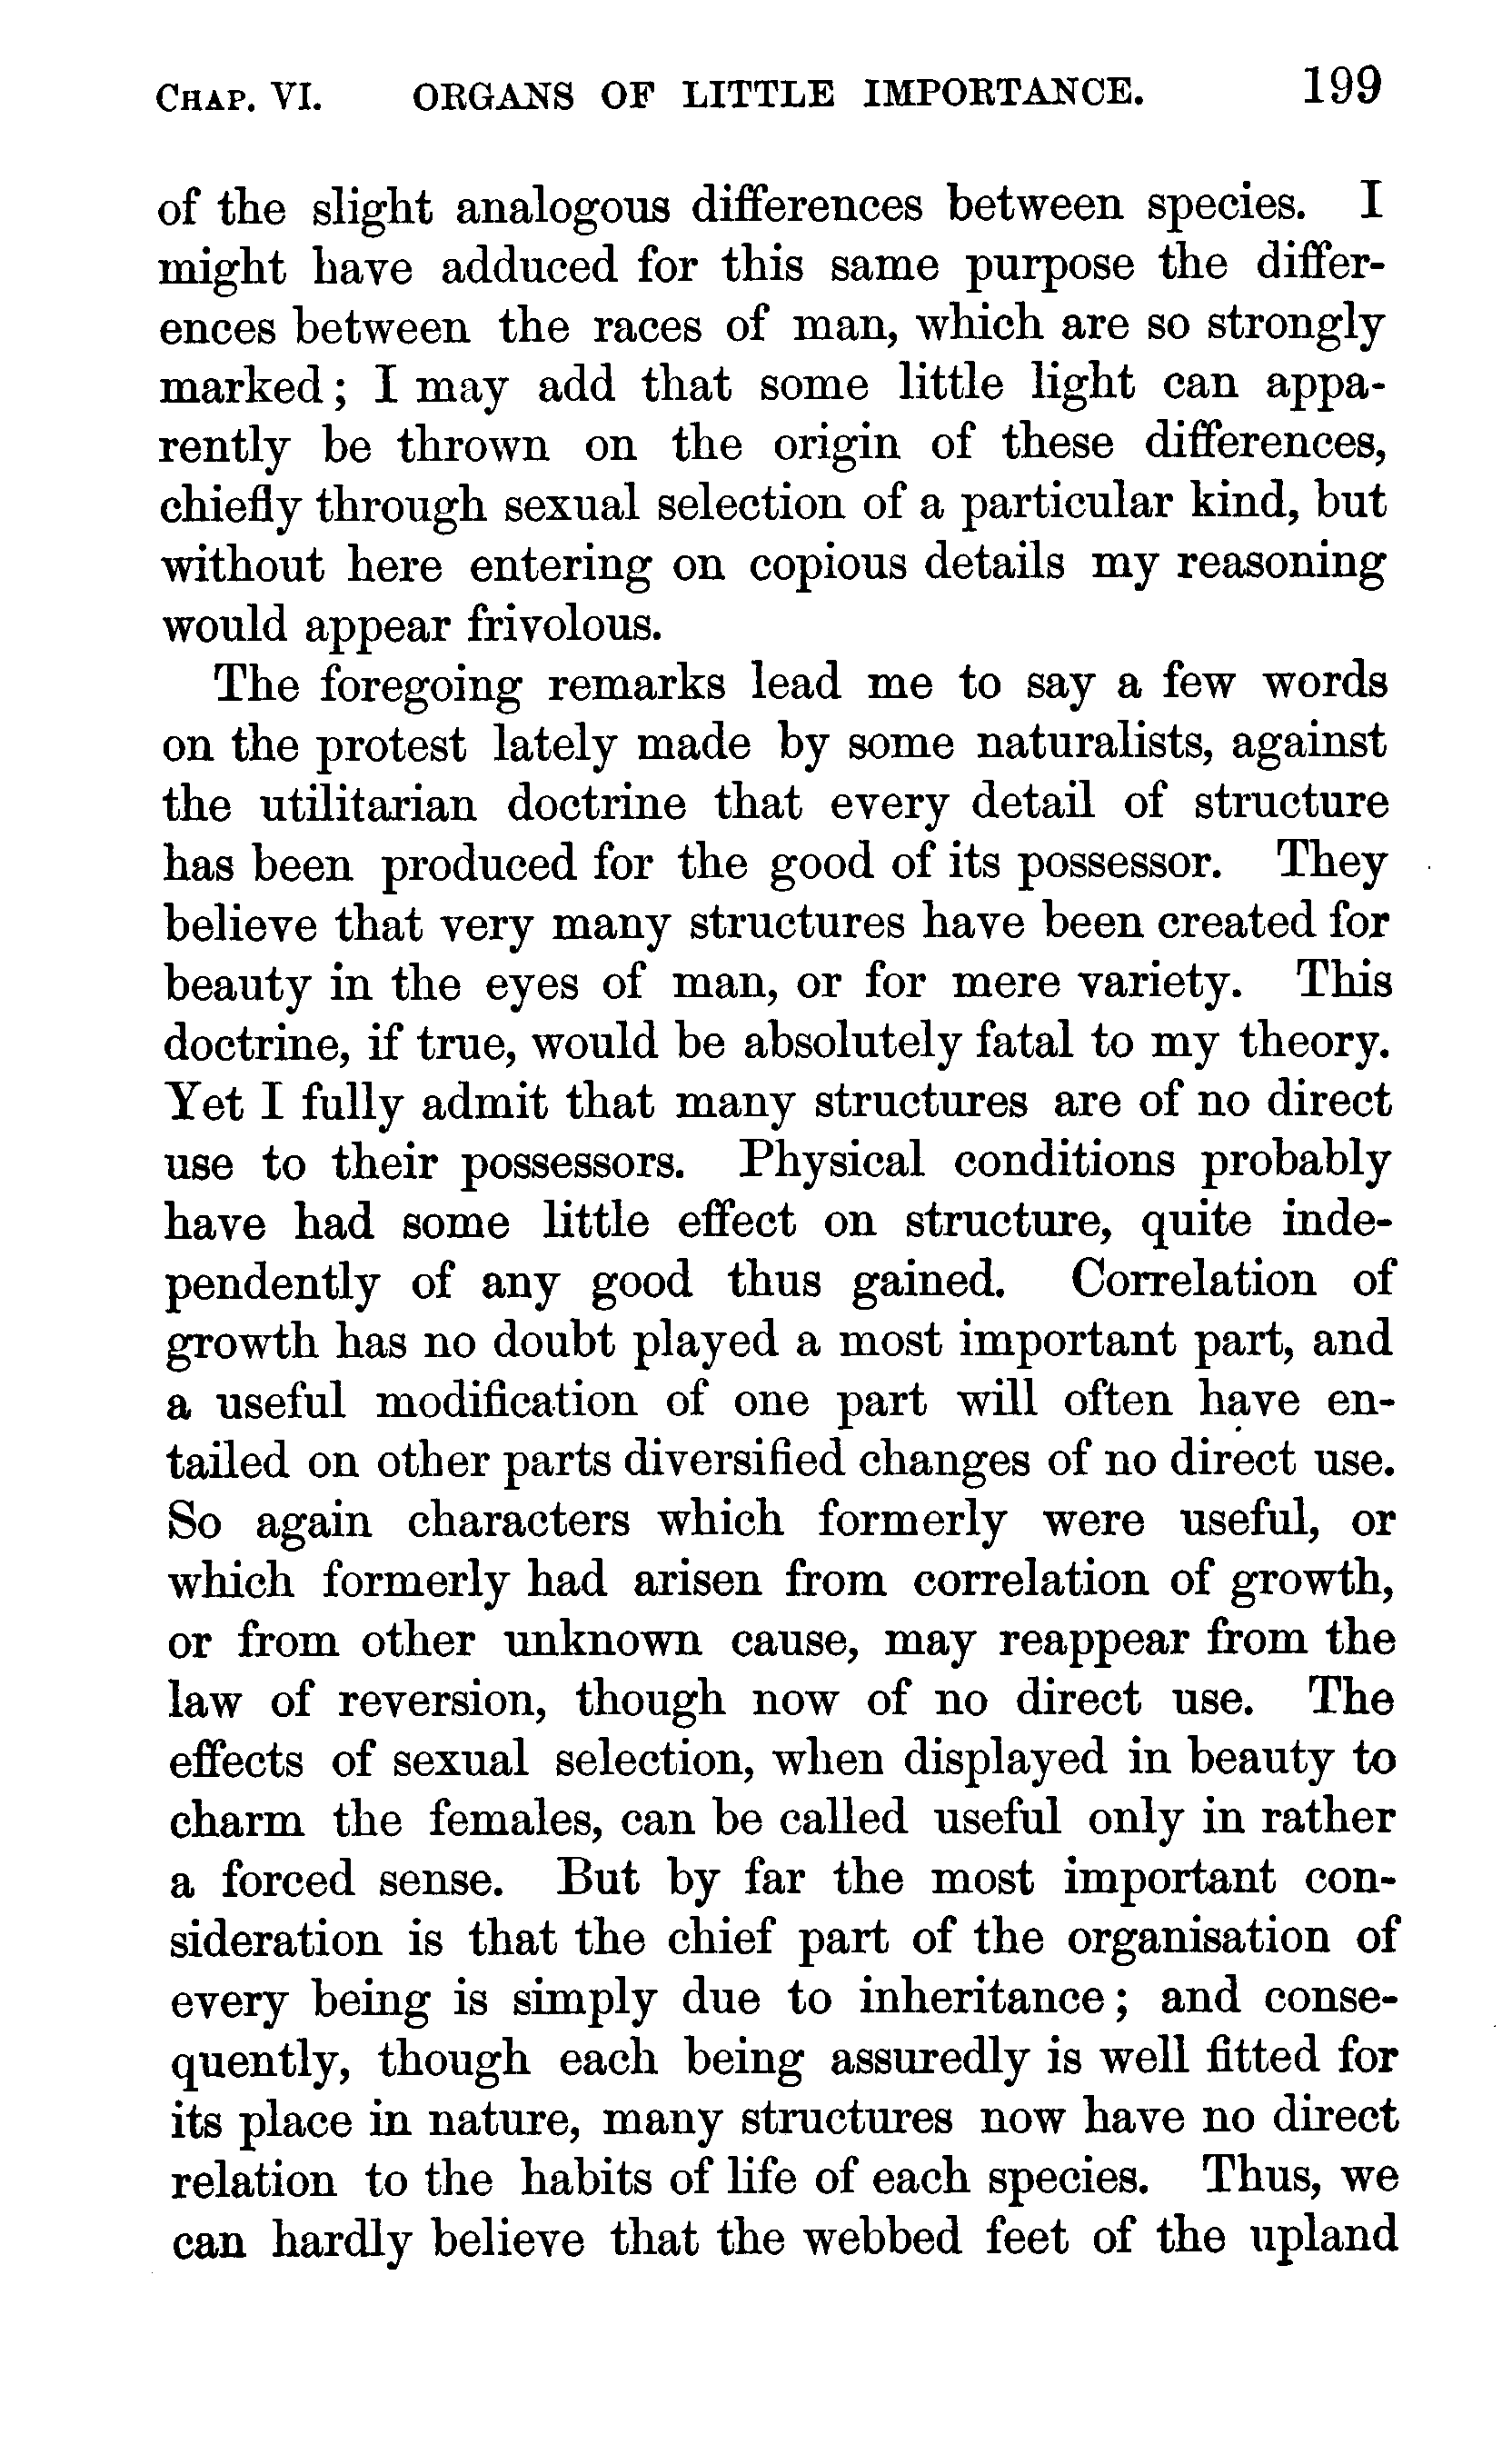 CHAP. VI. ORGANS OF LITTLE IMPORTANCE. 199
of the slight analogous differences between species. I
might have adduced for this same purpose the differ-
ences between the races of man, which are so strongly
marked; I may add that some little light can appa-
rently be thrown on the origin of these differences,
chiefly through sexual selection of a particular kind, but
without here entering on copious details my reasoning
would appear frivolous.
The foregoing remarks lead me to say a few words
on the protest lately made by some naturalists, against
the utilitarian doctrine that every detail of structure
has been produced for the good of its possessor. They
believe that very many structures have been created for
beauty in the eyes of man, or for mere variety. This
doctrine, if true, would be absolutely fatal to my theory.
Yet I fully admit that many structures are of no direct
use to their possessors. Physical conditions probably
have had some little effect on structure, quite inde-
pendently of any good thus gained. Correlation of
growth has no doubt played a most important part, and
a useful modification of one part will often have en-
tailed on other parts diversified changes of no direct use.
So again characters which formerly were useful, or
which formerly had arisen from correlation of growth,
or from other unknown cause, may reappear from the
law of reversion, though now of no direct use. The
effects of sexual selection, when displayed in beauty to
charm the females, can be called useful only in rather
a forced sense. But by far the most important con-
sideration is that the chief part of the organisation of
every being is simply due to inheritance; and conse-
quently, though each being assuredly is well fitted for
its place in nature, many structures now have no direct
relation to the habits of life of each species. Thus, we
can hardly believe that the webbed feet of the upland